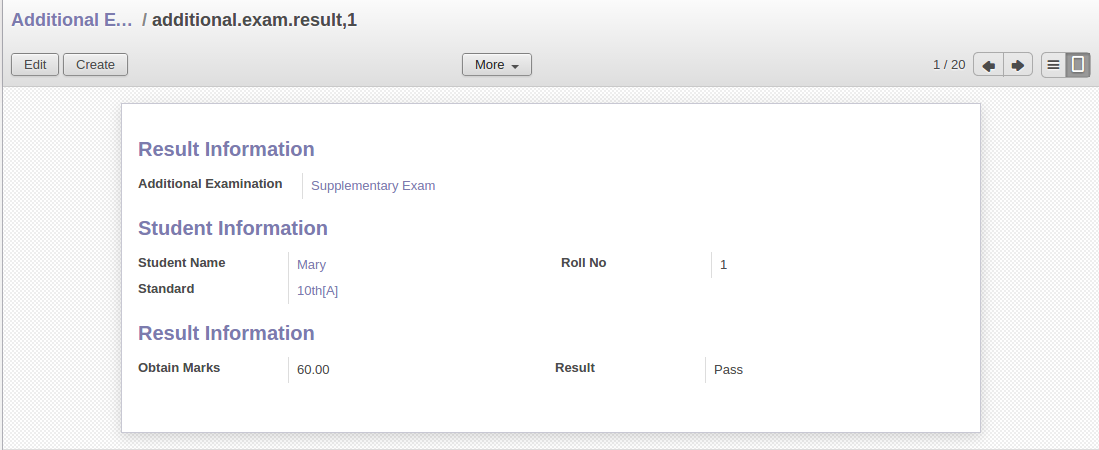 Additional E... / additional.exam.result,1
Edit Create More 1 / 20
Result Information
Additional Examination Supplementary Exam
Student Information
Student Name Mary Roll No 1
Standard 10th[A]
Result Information
Obtain Marks 60.00 Result Pass